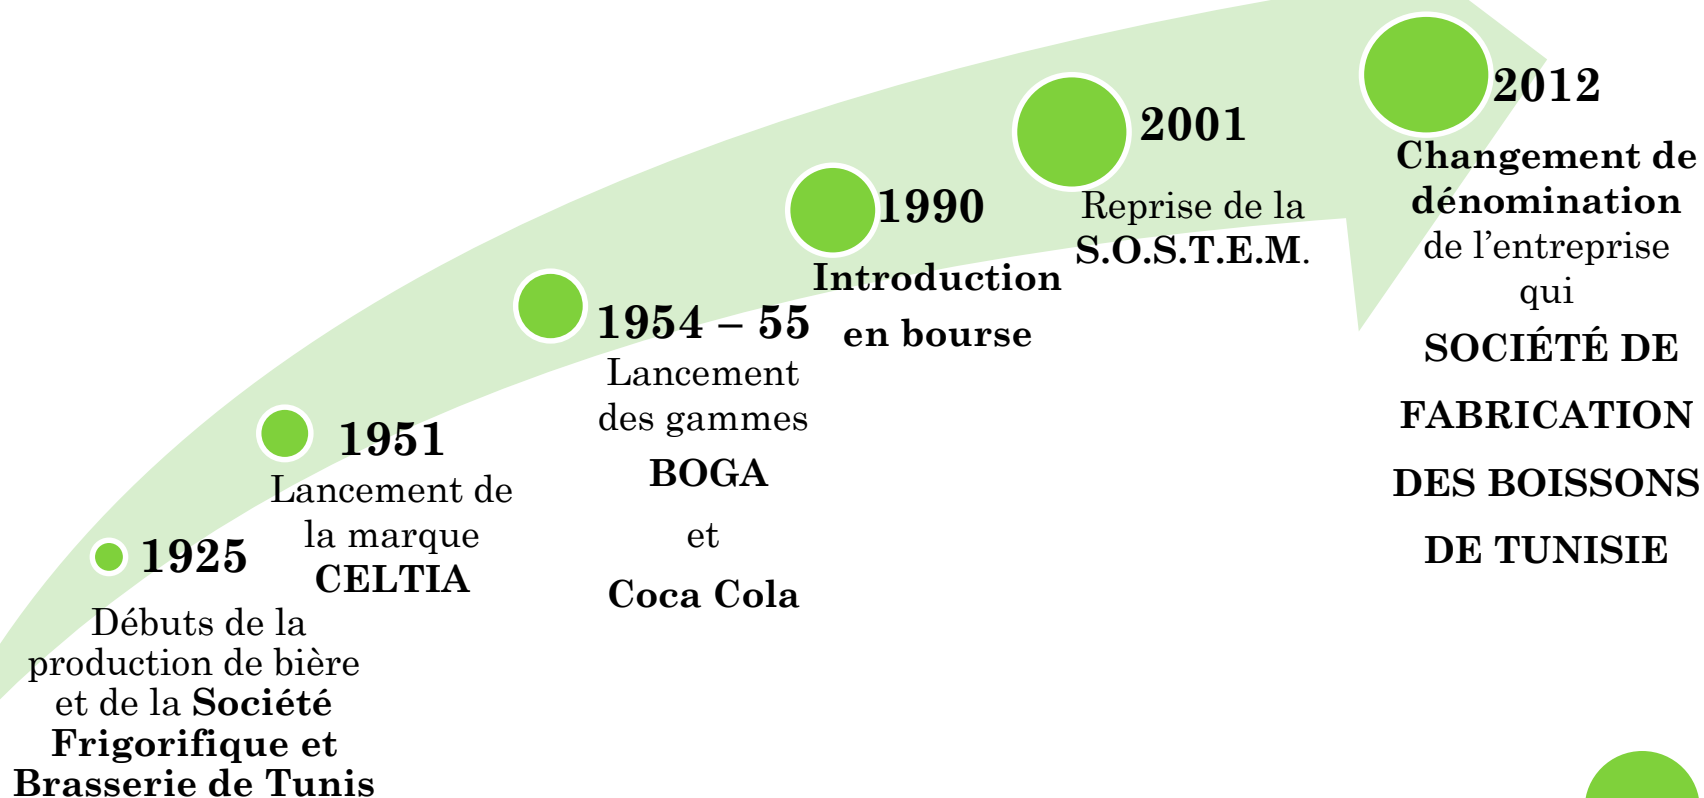 1925
Débuts de la
production de bière
et de la Société
Frigorifique et
Brasserie de Tunis
1951
Lancement de
la marque
CELTIA
1954 – 55
Lancement
des gammes
BOGA
et
Coca Cola
1990
Introduction
en bourse
2001
Reprise de la
S.O.S.T.E.M.
2012
Changement de
dénomination
de l’entreprise
qui
SOCIÉTÉ DE
FABRICATION
DES BOISSONS
DE TUNISIE